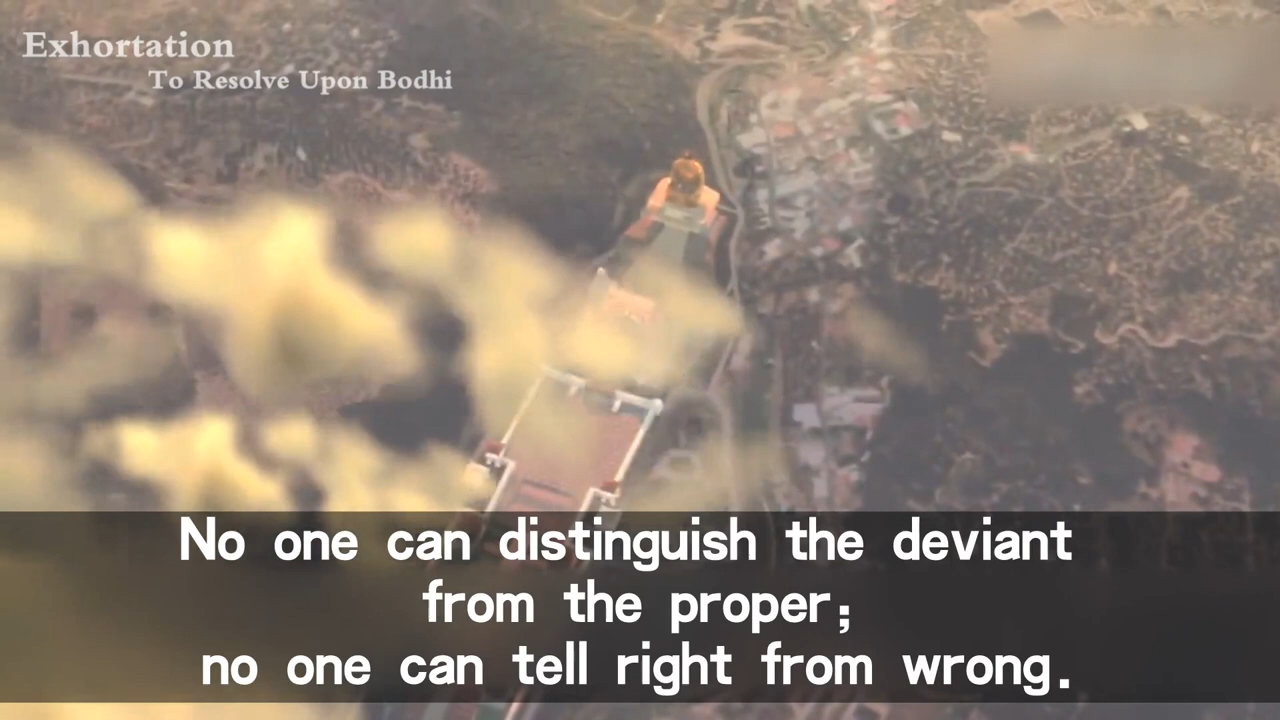 Exhortation
To Resolve Upon Bodhi
No one can distinguish the deviant
from the proper;
no one can tell right from wrong.